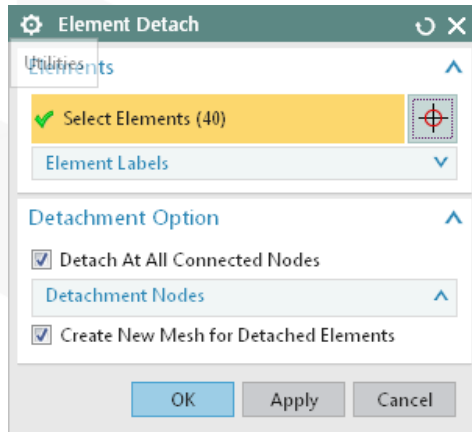 Element Detach
Utilities
Elements
Select Elements (40)
Element Labels
Detachment Option
Detach At All Connected Nodes
Detachment Nodes
Create New Mesh for Detached Elements
OK Apply Cancel